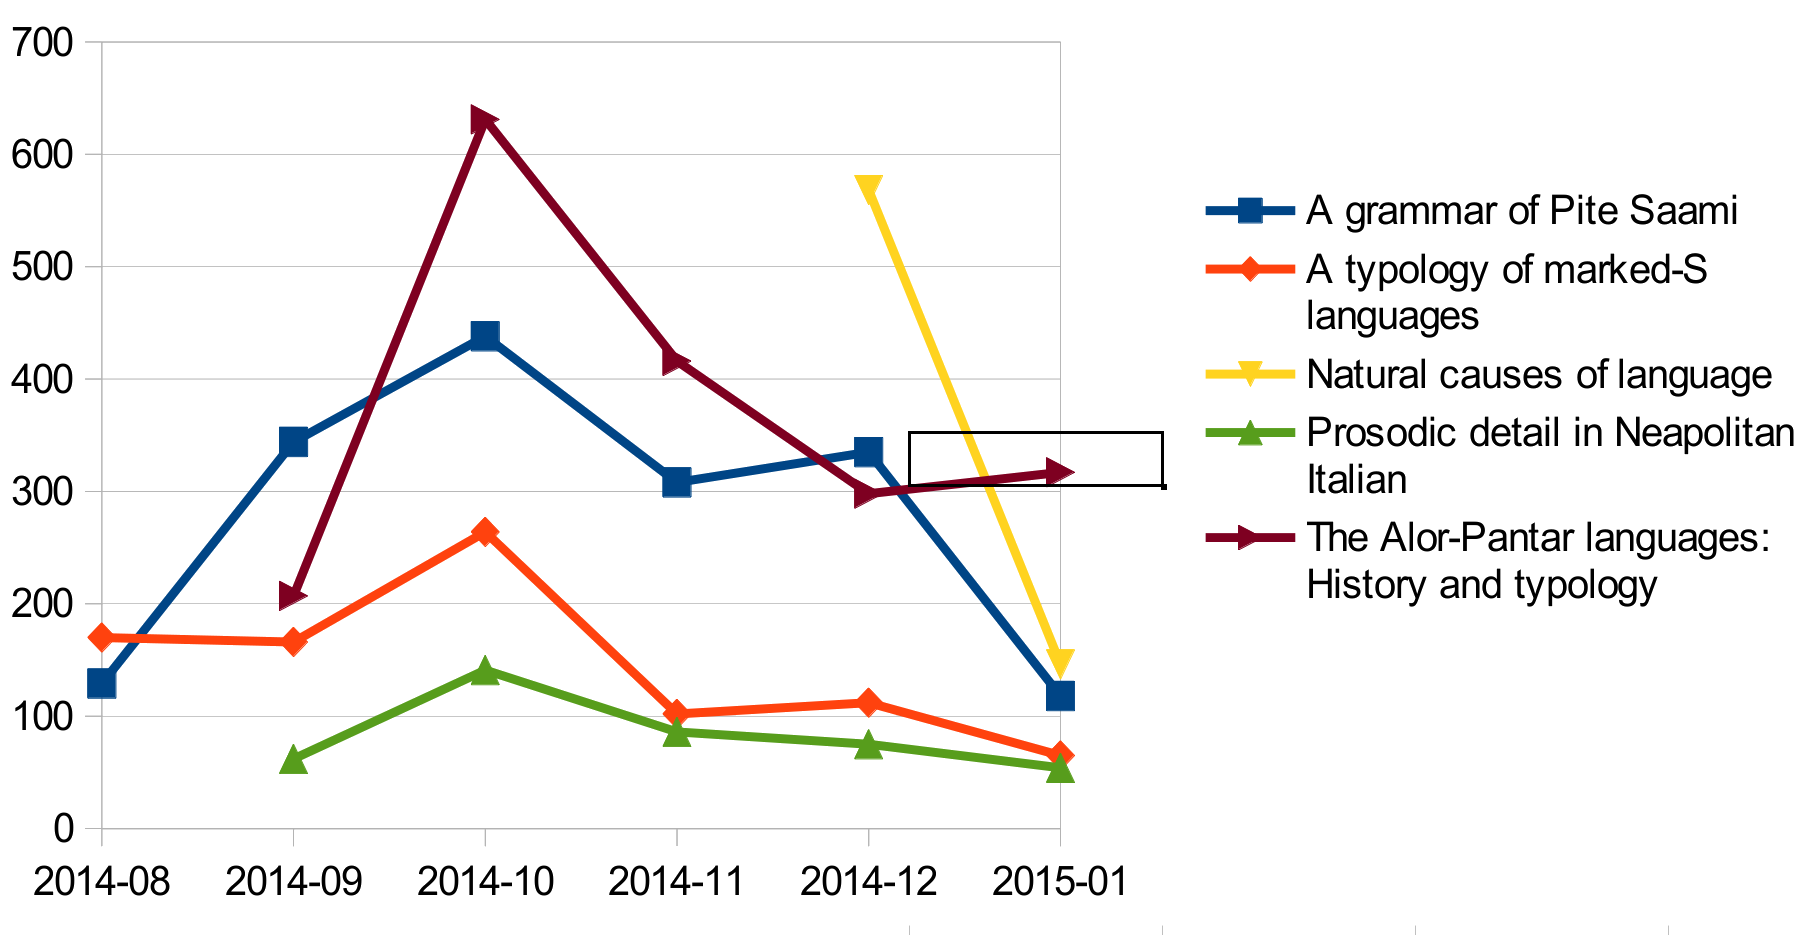 700
600
500
400
300
200
100
0
2014-08 2014-09 2014-10 2014-11 2014-12 2015-01
A grammar of Pite Saami
A typology of marked-S
languages
Natural causes of language
Prosodic detail in Neapolitan
Italian
The Alor-Pantar languages:
History and typology